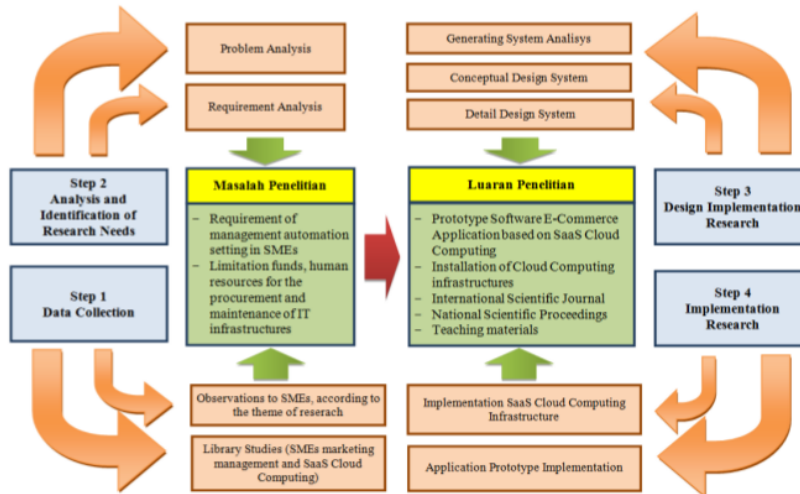 Problem Analysis
Requirement Analysis
Generating System Analisys
Conceptual Design System
Detail Design System
Step 2
Analysis and
Identification of
Research Needs
Step 1
Data Collection
Masalah Penelitian
– Requirement of
management automation
setting in SMEs
– Limitation funds, human
resources for the
procurement and
maintenance of IT
infrastructures
Luaran Penelitian
– Prototype Software E-Commerce
Application based on SaaS Cloud
Computing
– Installation of Cloud Computing
infrastructures
– International Scientific Journal
– National Scientific Proceedings
– Teaching materials
Step 3
Design Implementation
Research
Step 4
Implementation
Research
Observations to SMEs, according to
the theme of reserach
Library Studies (SMEs marketing
management and SaaS Cloud
Computing)
Implementation SaaS Cloud Computing
Infrastructure
Application Prototype Implementation